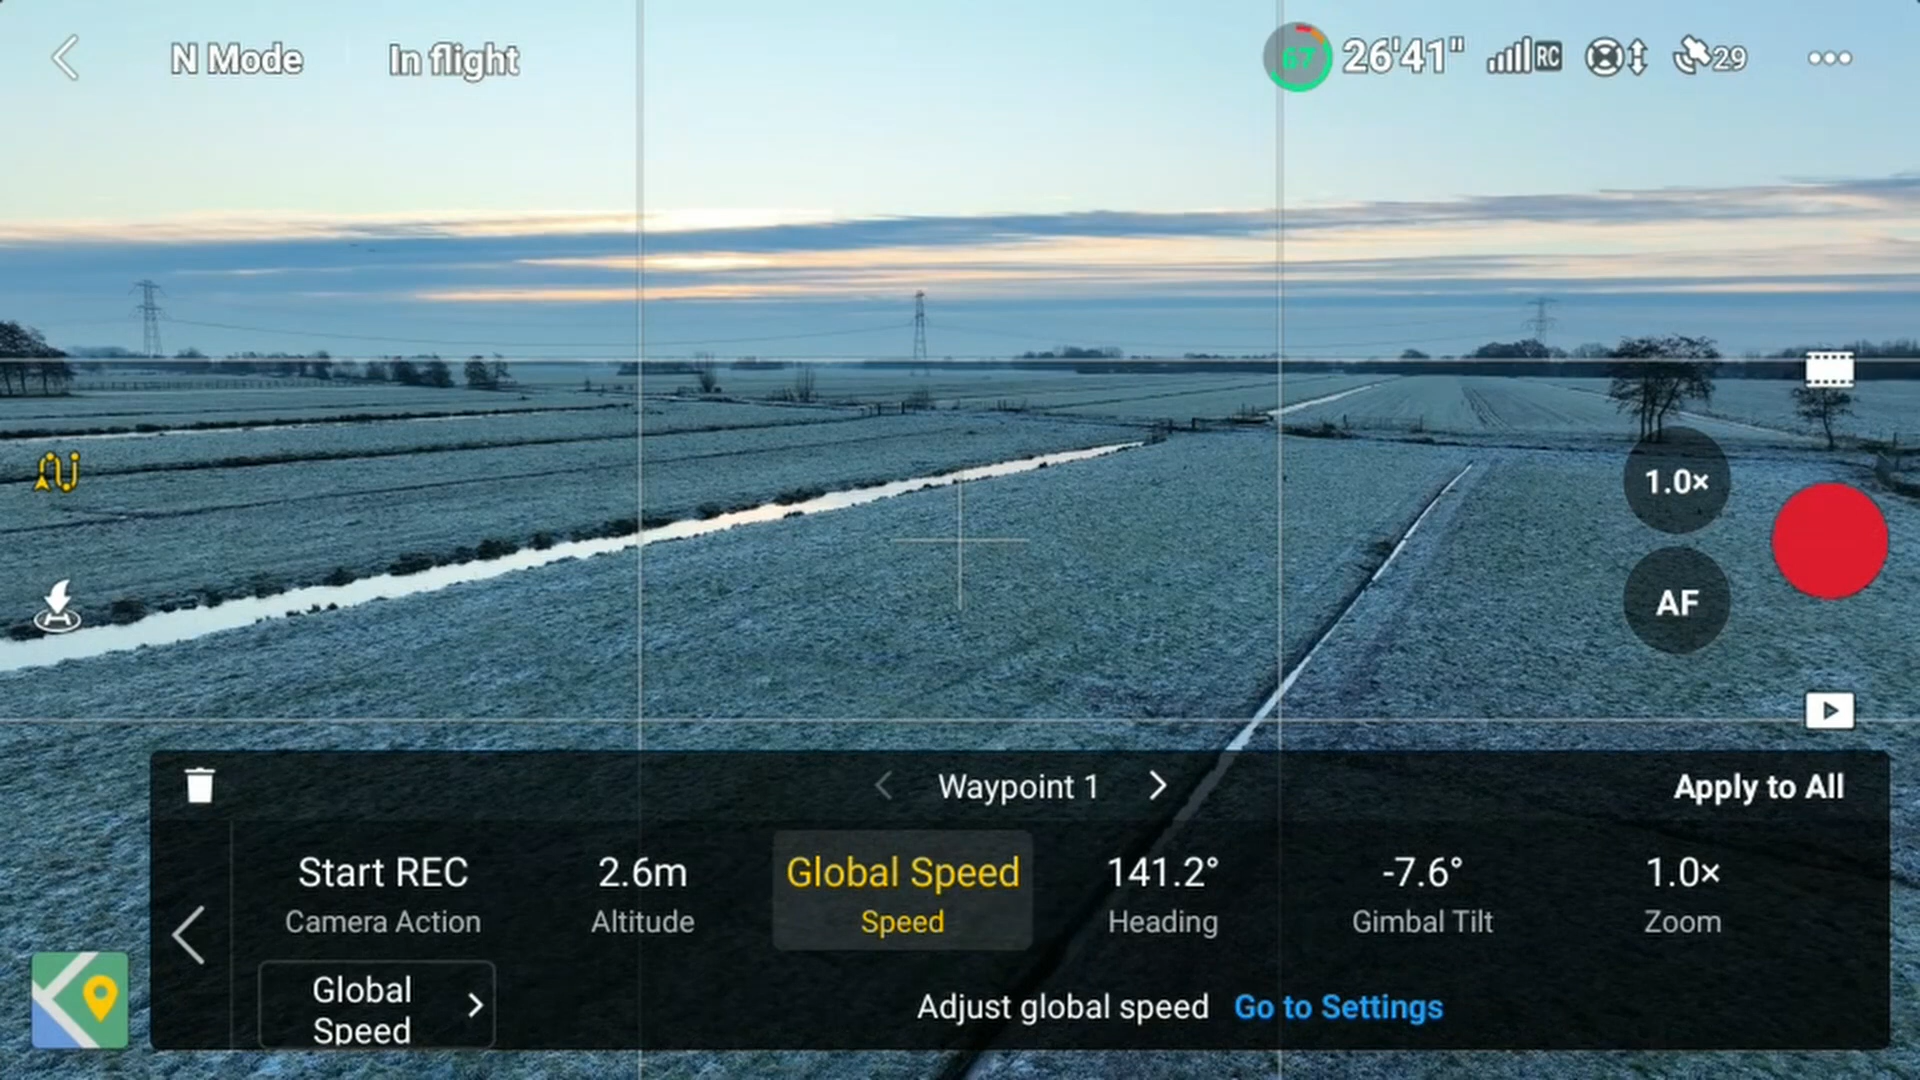 N Mode
In flight
67
26'41"
RC
29
1.0×
AF
Waypoint 1
Apply to All
Start REC
Camera Action
2.6m
Altitude
Global Speed
Speed
141.2°
Heading
-7.6°
Gimbal Tilt
1.0×
Zoom
Global
Speed
Adjust global speed
Go to Settings